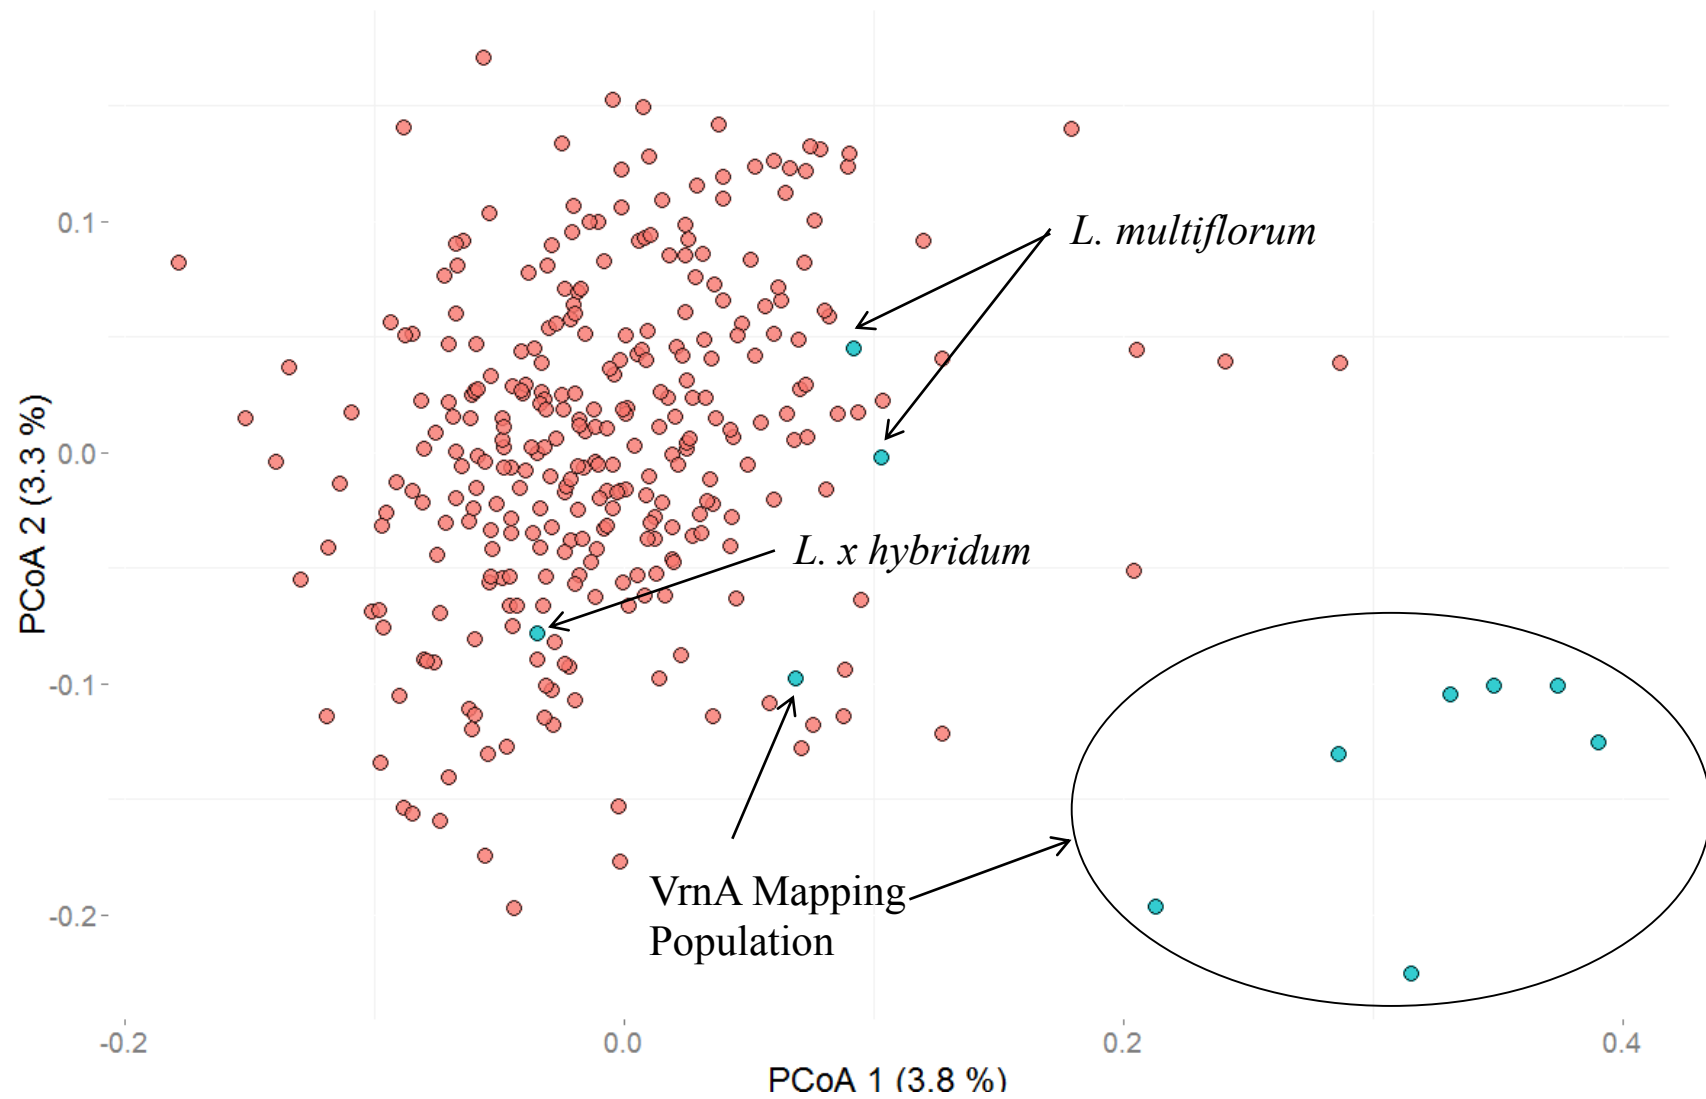 0.1
0.0
-0.1
-0.2
PCoA 2 (3.3 %)
L. multiflorum
L. x hybridum
VrnA Mapping
Population
-0.2
0.0
0.2
0.4
PCoA 1 (3.8 %)